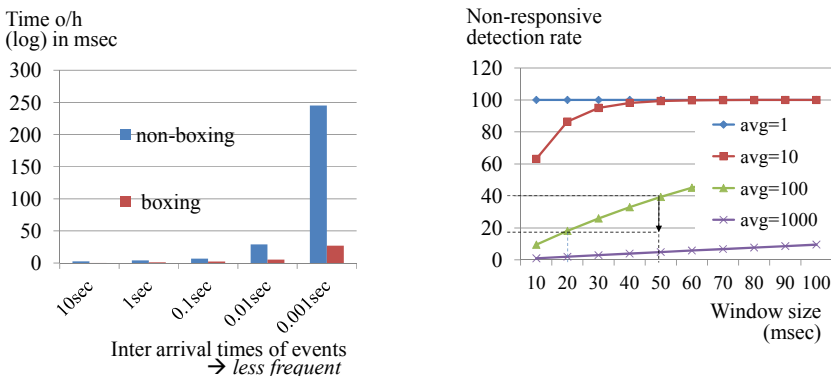 Time o/h
(log) in msec
300
250
200
150
100
50
0
non-boxing
boxing
10sec
1sec
0.1sec
0.01sec
0.001sec
Inter arrival times of events
→ less frequent
Non-responsive
detection rate
120
100
80
60
40
20
0
avg=1
avg=10
avg=100
avg=1000
10 20 30 40 50 60 70 80 90 100
Window size
(msec)